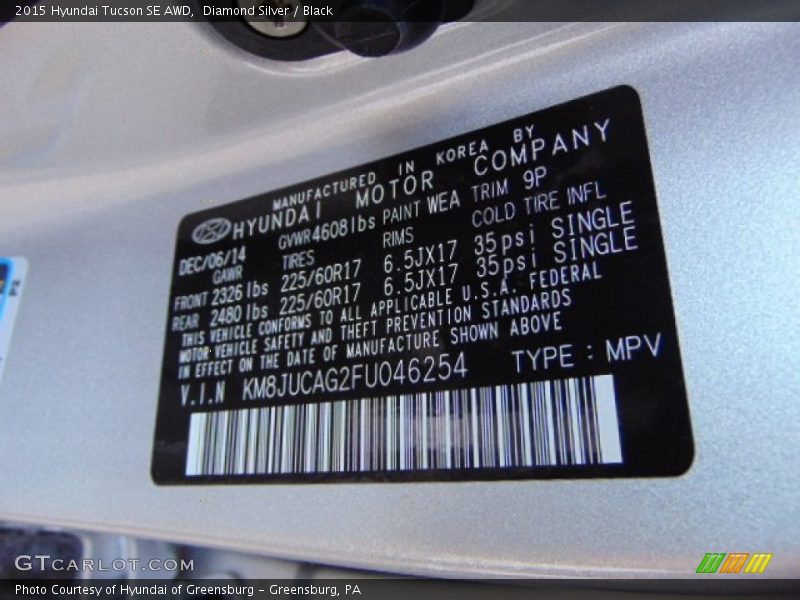 2015 Hyundai Tucson SE AWD,  Diamond Silver / Black
MANUFACTURED IN KOREA BY
HYUNDAI MOTOR COMPANY
DEC/06/14 GVWR 4608 lbs PAINT WEA TRIM 9P
GAWR TIRES RIMS COLD TIRE INFL
FRONT 2326 lbs 225/60R17 6.5JX17 35psi SINGLE
REAR 2480 lbs 225/60R17 6.5JX17 35psi SINGLE
THIS VEHICLE CONFORMS TO ALL APPLICABLE U.S.A. FEDERAL
MOTOR VEHICLE SAFETY AND THEFT PREVENTION STANDARDS
IN EFFECT ON THE DATE OF MANUFACTURE SHOWN ABOVE
V.I.N KM8JUCAG2FU046254 TYPE : MPV
GTCARLOT.COM
Photo Courtesy of Hyundai of Greensburg – Greensburg, PA